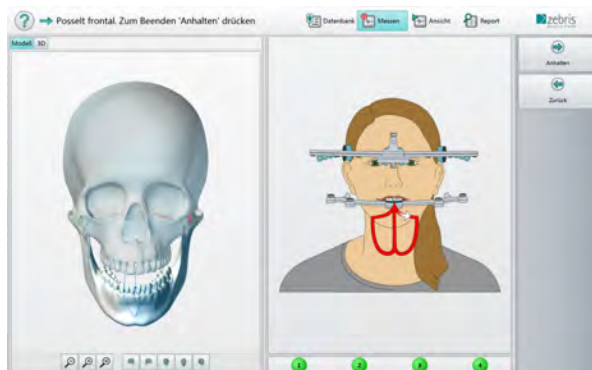 ? → Posselt frontal. Zum Beenden 'Anhalten' drücken
Datenbank Messen Ansicht Report
zebris
Modell 3D
Anhalten
Zurück
1 2 3 4